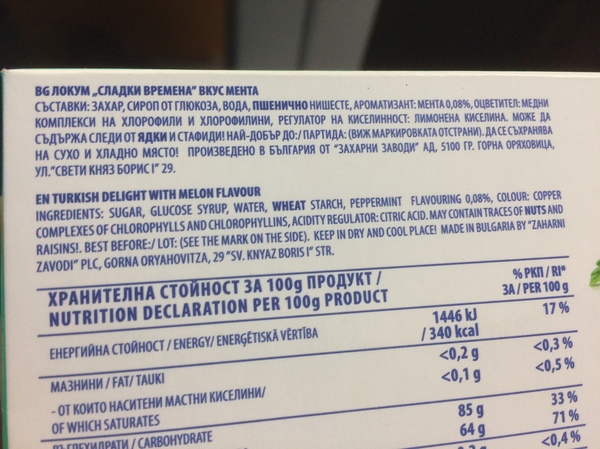 BG ЛОКУМ „СЛАДКИ ВРЕМЕНА" ВКУС МЕНТА
СЪСТАВКИ: ЗАХАР, СИРОП ОТ ГЛЮКОЗА, ВОДА, ПШЕНИЧНО НИШЕСТЕ, АРОМАТИЗАНТ: МЕНТА 0,08%, ОЦВЕТИТЕЛ: МЕДНИ
КОМПЛЕКСИ НА ХЛОРОФИЛИ И ХЛОРОФИЛИНИ, РЕГУЛАТОР НА КИСЕЛИННОСТ: ЛИМОНЕНА КИСЕЛИНА. МОЖЕ ДА
СЪДЪРЖА СЛЕДИ ОТ ЯДКИ И СТАФИДИ! НАЙ-ДОБЪР ДО:/ ПАРТИДА: (ВИЖ МАРКИРОВКАТА ОТСТРАНИ). ДА СЕ СЪХРАНЯВА
НА СУХО И ХЛАДНО МЯСТО! ПРОИЗВЕДЕНО В БЪЛГАРИЯ ОТ "ЗАХАРНИ ЗАВОДИ" АД, 5100 ГР. ГОРНА ОРЯХОВИЦА,
УЛ."СВЕТИ КНЯЗ БОРИС I" 29.
EN TURKISH DELIGHT WITH MELON FLAVOUR
INGREDIENTS: SUGAR, GLUCOSE SYRUP, WATER, WHEAT STARCH, PEPPERMINT FLAVOURING 0,08%, COLOUR: COPPER
COMPLEXES OF CHLOROPHYLLS AND CHLOROPHYLLINS, ACIDITY REGULATOR: CITRIC ACID. MAY CONTAIN TRACES OF NUTS AND
RAISINS!. BEST BEFORE:/ LOT: (SEE THE MARK ON THE SIDE). KEEP IN DRY AND COOL PLACE! MADE IN BULGARIA BY "ZAHARNI
ZAVODI" PLC, GORNA ORYAHOVITZA, 29 "SV. KNYAZ BORIS I" STR.
ХРАНИТЕЛНА СТОЙНОСТ ЗА 100g ПРОДУКТ /
NUTRITION DECLARATION PER 100g PRODUCT
% РКП / RI*
ЗА / PER 100 g
ЕНЕРГИЙНА СТОЙНОСТ / ENERGY/ ENERĢĒTISKĀ VĒRTĪBA
1446 kJ
/ 340 kcal
17 %
МАЗНИНИ / FAT/ TAUKI
<0,2 g
<0,3 %
- ОТ КОИТО НАСИТЕНИ МАСТНИ КИСЕЛИНИ/
OF WHICH SATURATES
<0,1 g
<0,5 %
/ CARBOHYDRATE
85 g
33 %
64 g
71 %
<0,4 %